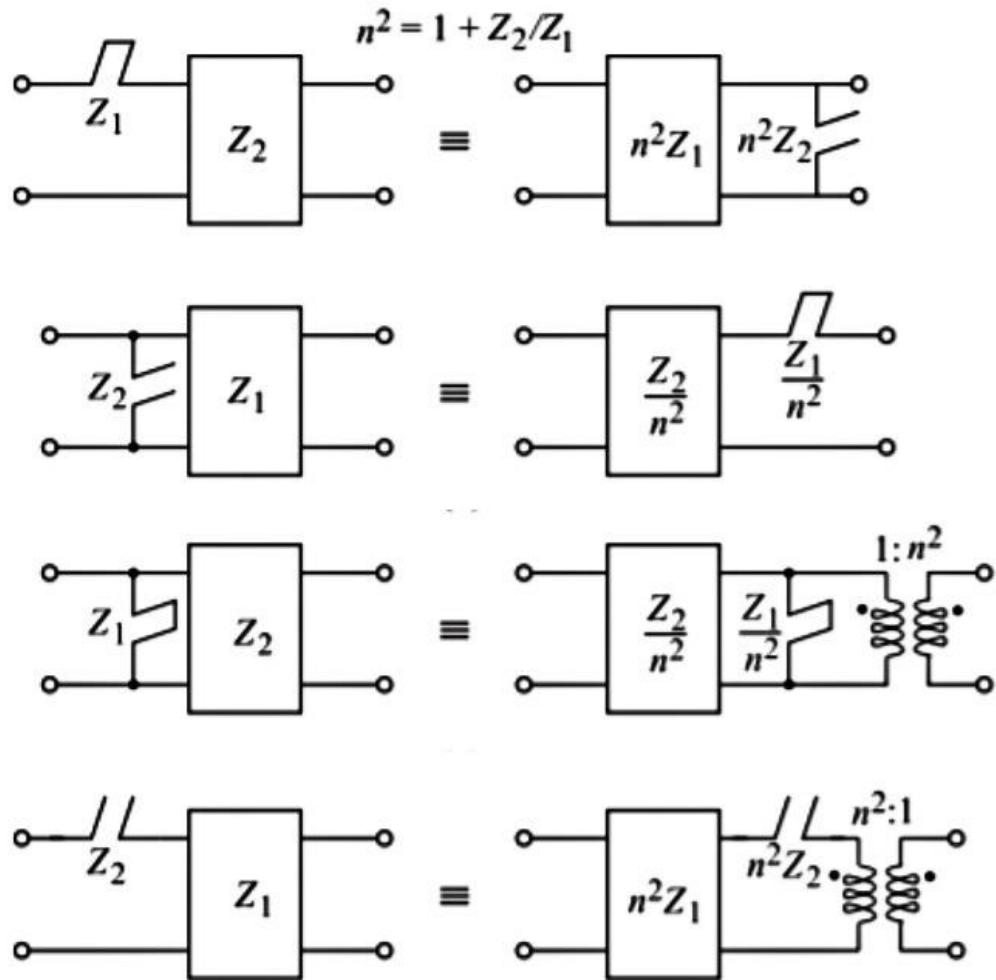 n² = 1 + Z₂/Z₁
Z₁
Z₂
≡
n²Z₁
n²Z₂
Z₂
Z₁
≡
Z₂/n²
Z₁/n²
Z₁
Z₂
≡
Z₂/n²
Z₁/n²
1:n²
Z₂
Z₁
≡
n²Z₁
n²Z₂
n²:1